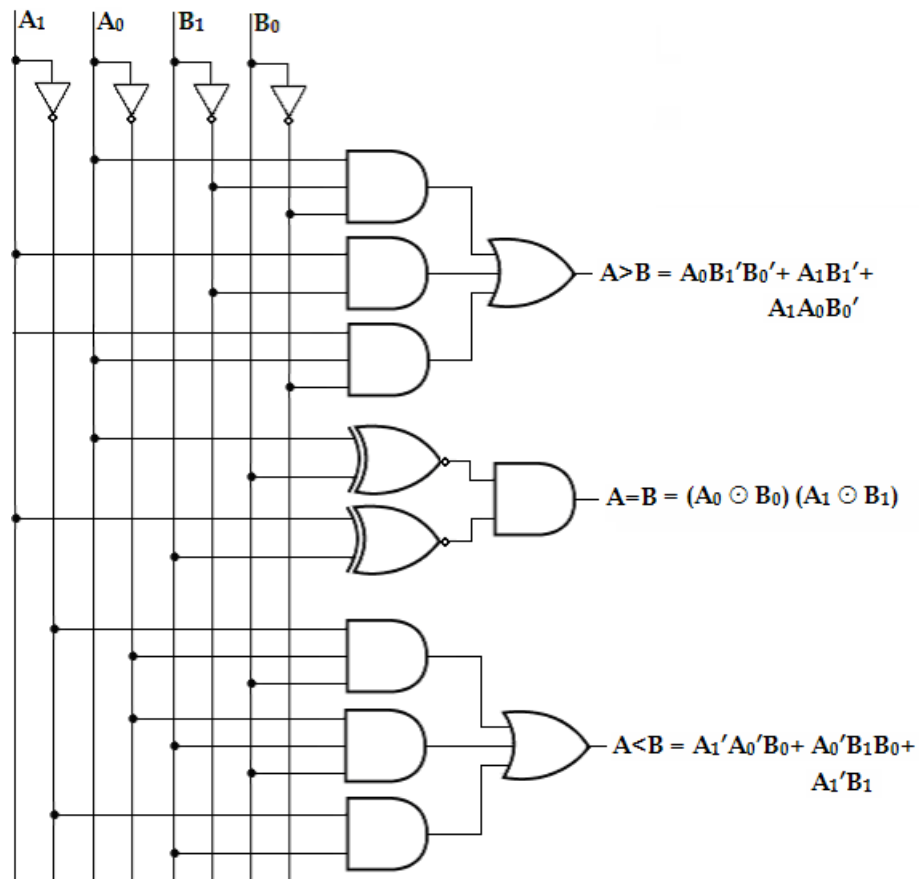 A₁ A₀ B₁ B₀
A>B = A₀B₁′B₀′+ A₁B₁′+
A₁A₀B₀′
A=B = (A₀ ⊙ B₀) (A₁ ⊙ B₁)
A<B = A₁′A₀′B₀+ A₀′B₁B₀+
A₁′B₁